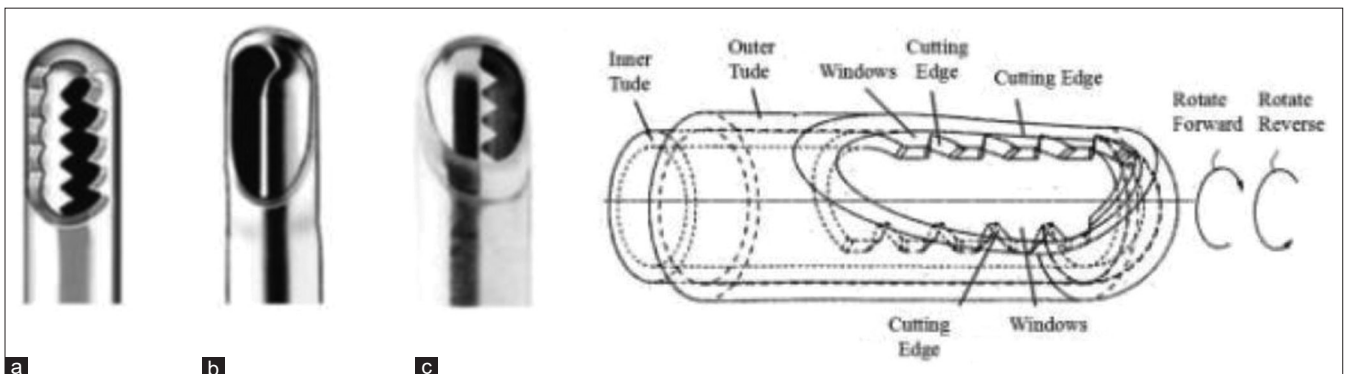 Inner
Tude
Outer
Tude
Windows
Cutting
Edge
Cutting Edge
Rotate
Forward
Rotate
Reverse
Cutting
Edge
Windows
a
b
c